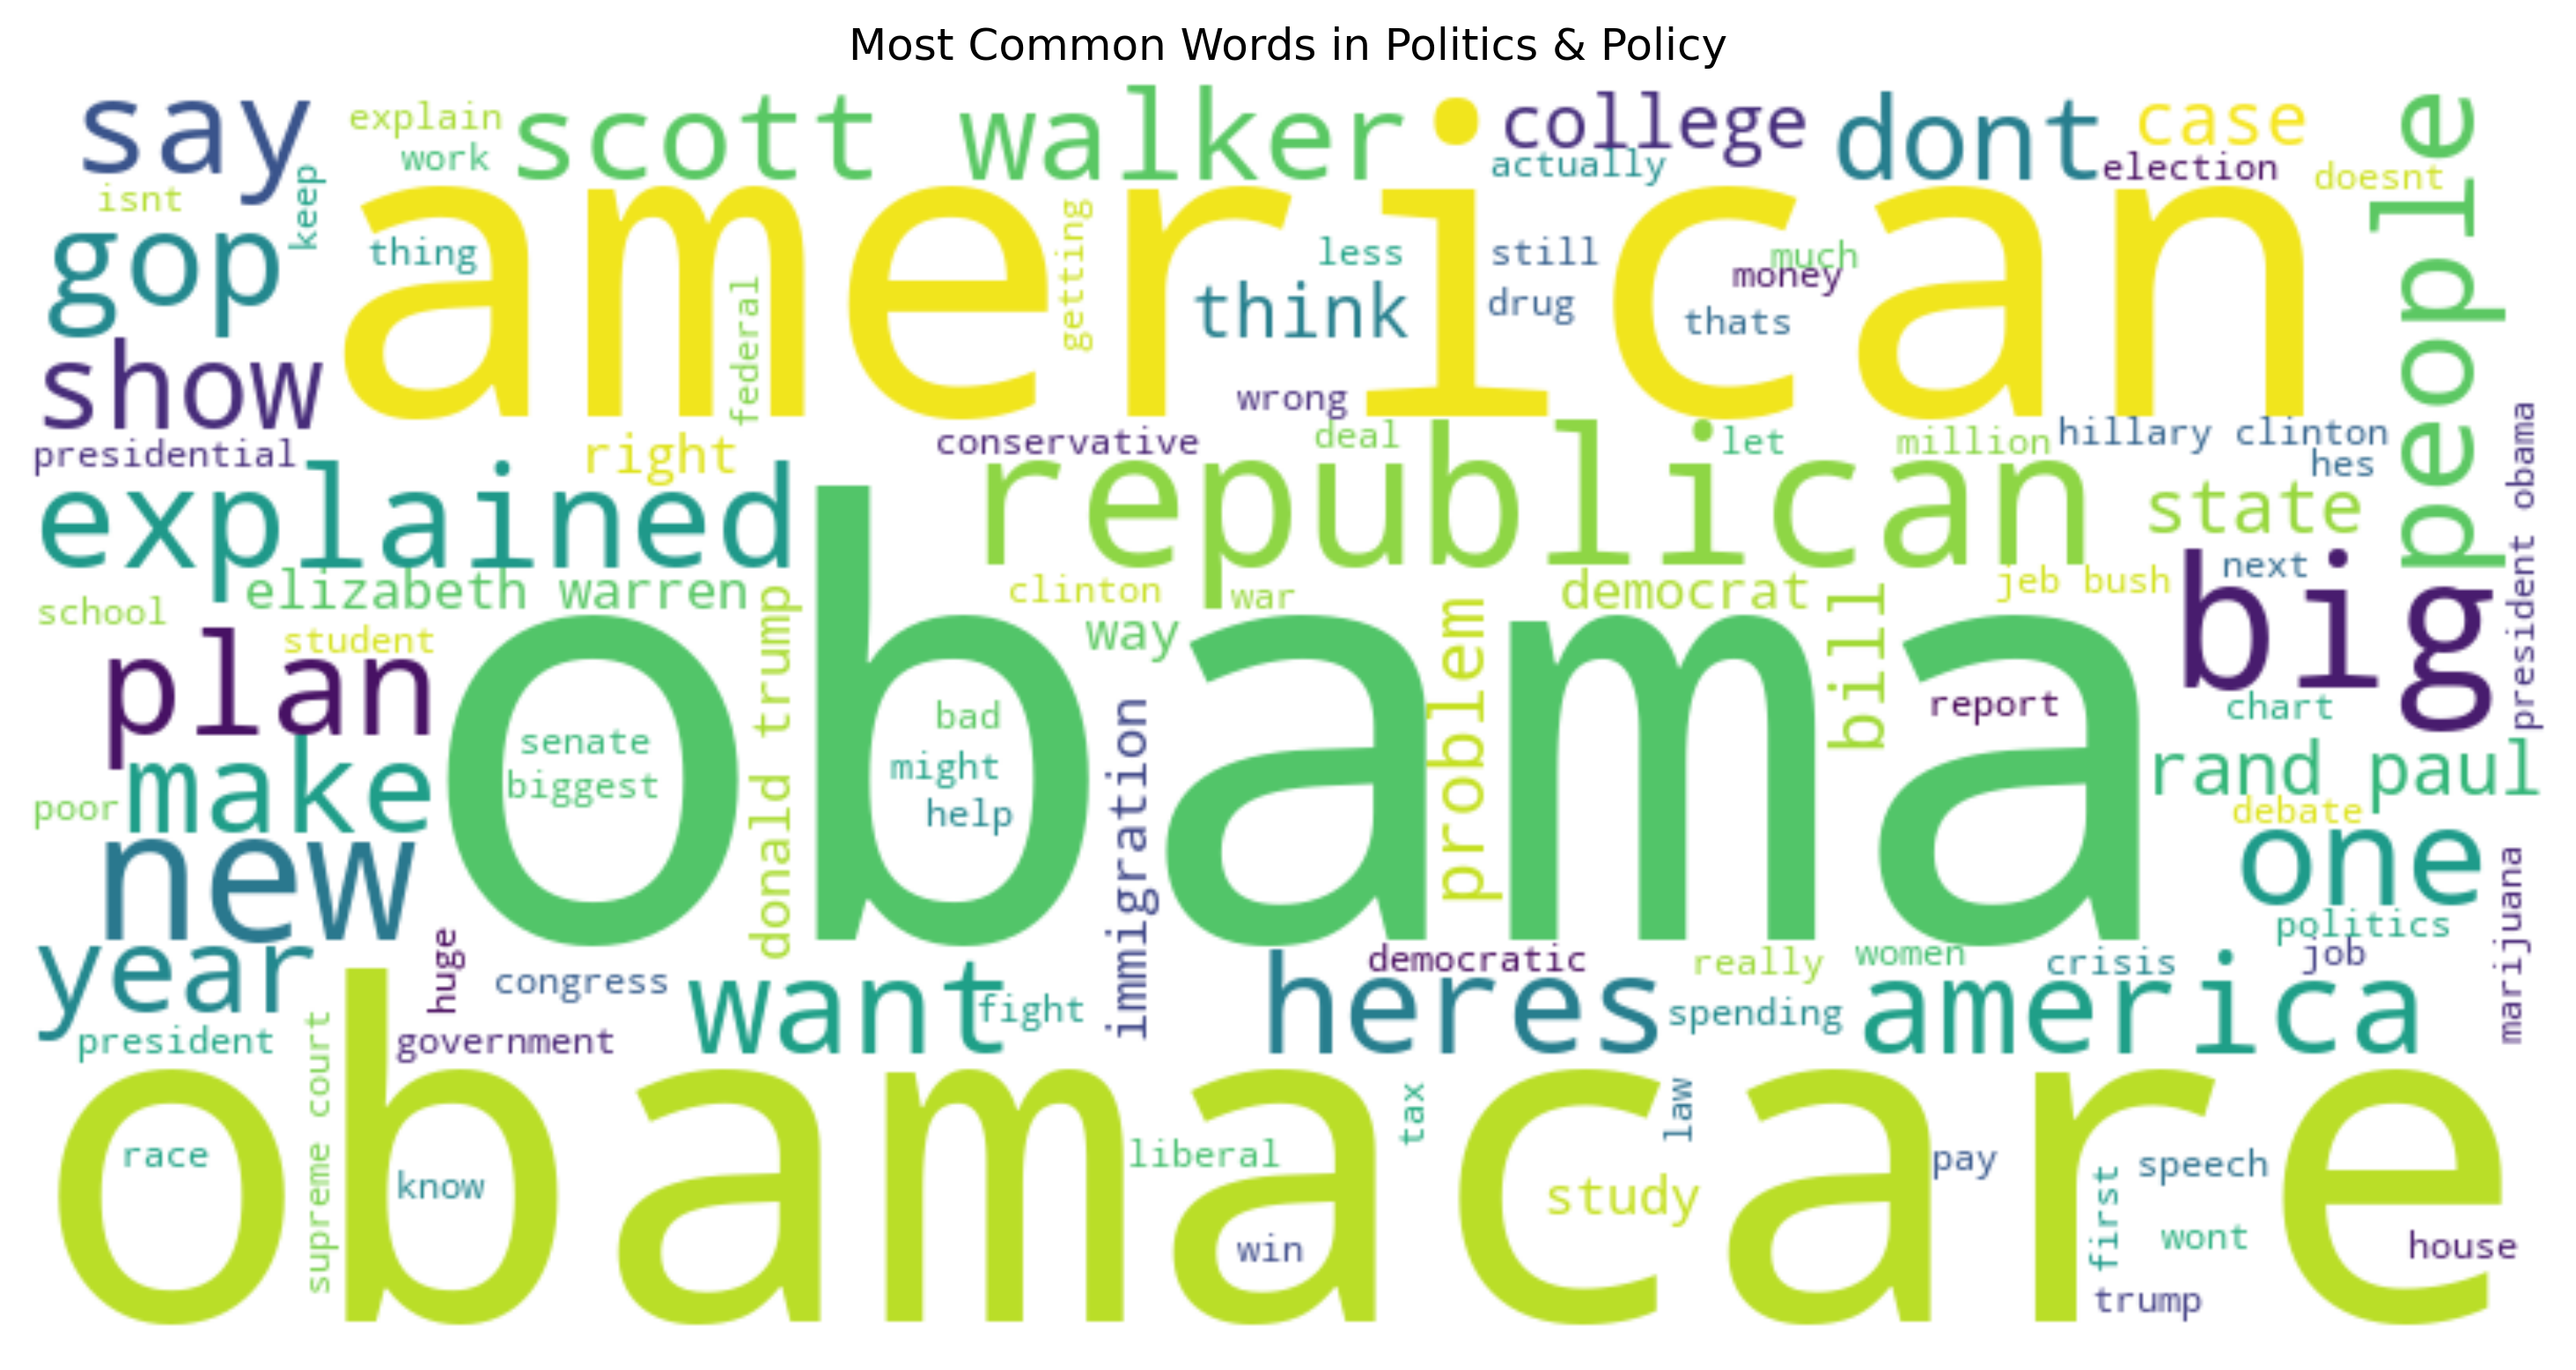 Most Common Words in Politics & Policy
say
explain
work
scott walker
college
actually
dont
case
election
doesnt
people
isnt
keep
american
gop
thing
federal
getting
less
still
much
money
think
drug
thats
show
wrong
presidential
right
conservative
deal
let
million
hillary clinton
hes
president obama
explained
republican
state
elizabeth warren
clinton
war
democrat
jeb bush
next
big
school
student
plan
donald trump
way
problem
bill
obama
report
chart
senate
biggest
bad
might
help
immigration
rand paul
make
poor
debate
new
one
marijuana
politics
job
year
huge
congress
want
fight
heres
democratic
really
women
crisis
spending
america
president
supreme court
government
obamacare
race
know
liberal
tax
law
study
win
pay
first
speech
wont
house
trump